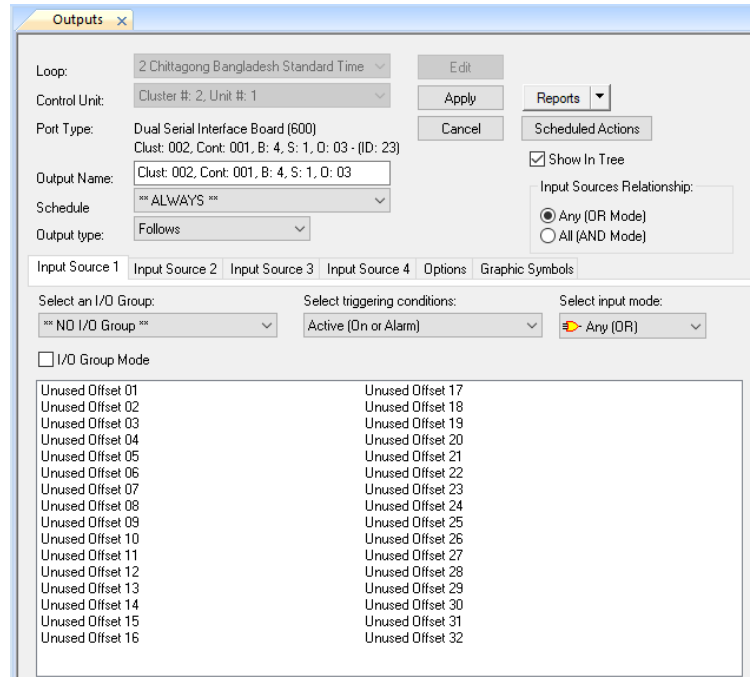 Outputs
Loop: 2 Chittagong Bangladesh Standard Time Edit
Control Unit: Cluster #: 2, Unit #: 1 Apply Reports
Port Type: Dual Serial Interface Board (600) Cancel Scheduled Actions
Clust: 002, Cont: 001, B: 4, S: 1, O: 03 - (ID: 23)
Show In Tree
Output Name: Clust: 002, Cont: 001, B: 4, S: 1, O: 03
Input Sources Relationship:
Schedule ** ALWAYS **
Any (OR Mode)
Output type: Follows
All (AND Mode)
Input Source 1 Input Source 2 Input Source 3 Input Source 4 Options Graphic Symbols
Select an I/O Group: Select triggering conditions: Select input mode:
** NO I/O Group ** Active (On or Alarm) Any (OR)
I/O Group Mode
Unused Offset 01 Unused Offset 17
Unused Offset 02 Unused Offset 18
Unused Offset 03 Unused Offset 19
Unused Offset 04 Unused Offset 20
Unused Offset 05 Unused Offset 21
Unused Offset 06 Unused Offset 22
Unused Offset 07 Unused Offset 23
Unused Offset 08 Unused Offset 24
Unused Offset 09 Unused Offset 25
Unused Offset 10 Unused Offset 26
Unused Offset 11 Unused Offset 27
Unused Offset 12 Unused Offset 28
Unused Offset 13 Unused Offset 29
Unused Offset 14 Unused Offset 30
Unused Offset 15 Unused Offset 31
Unused Offset 16 Unused Offset 32